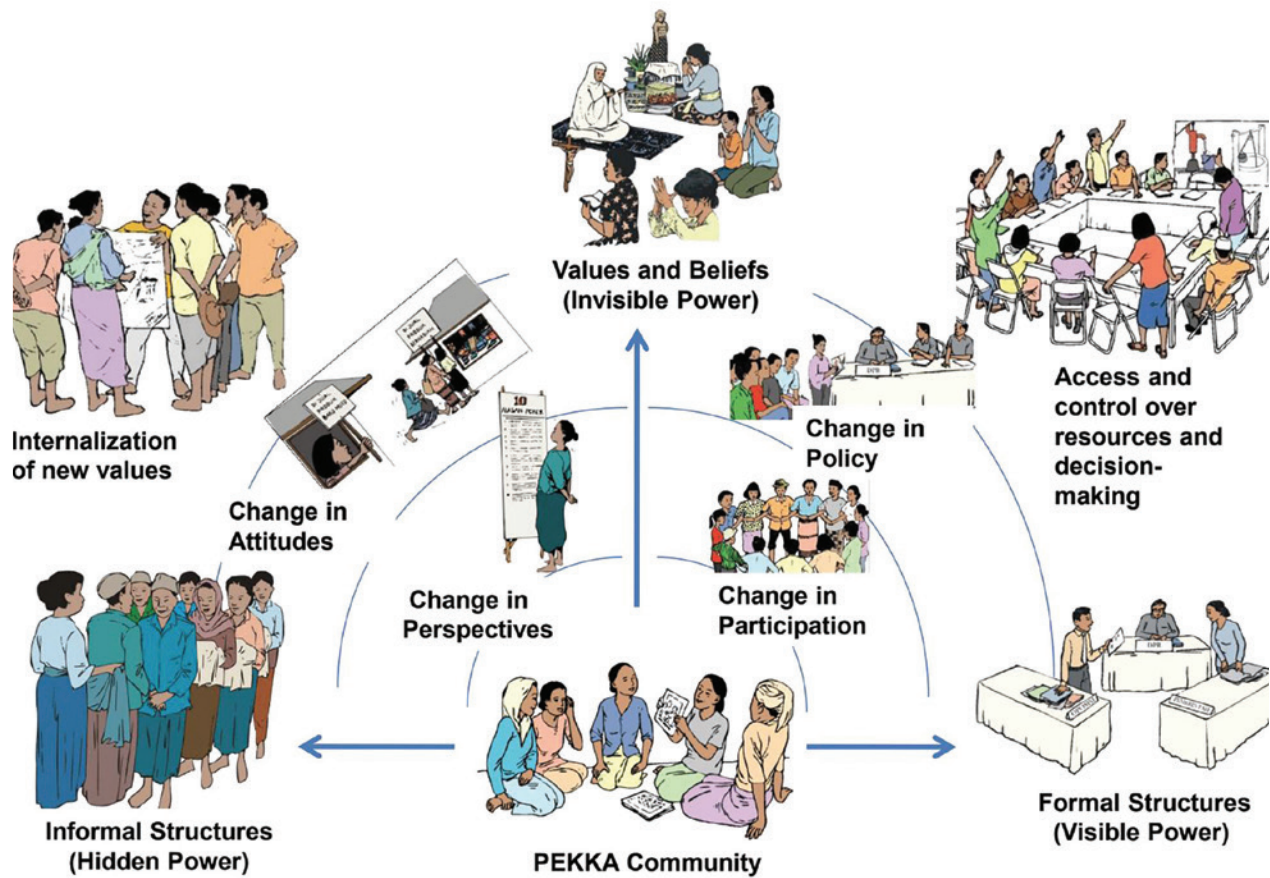 Values and Beliefs
(Invisible Power)
Internalization
of new values
Access and
control over
resources and
decision-
making
Change in
Policy
Change in
Attitudes
10
Change in
Perspectives
Change in
Participation
Informal Structures
(Hidden Power)
PEKKA Community
Formal Structures
(Visible Power)